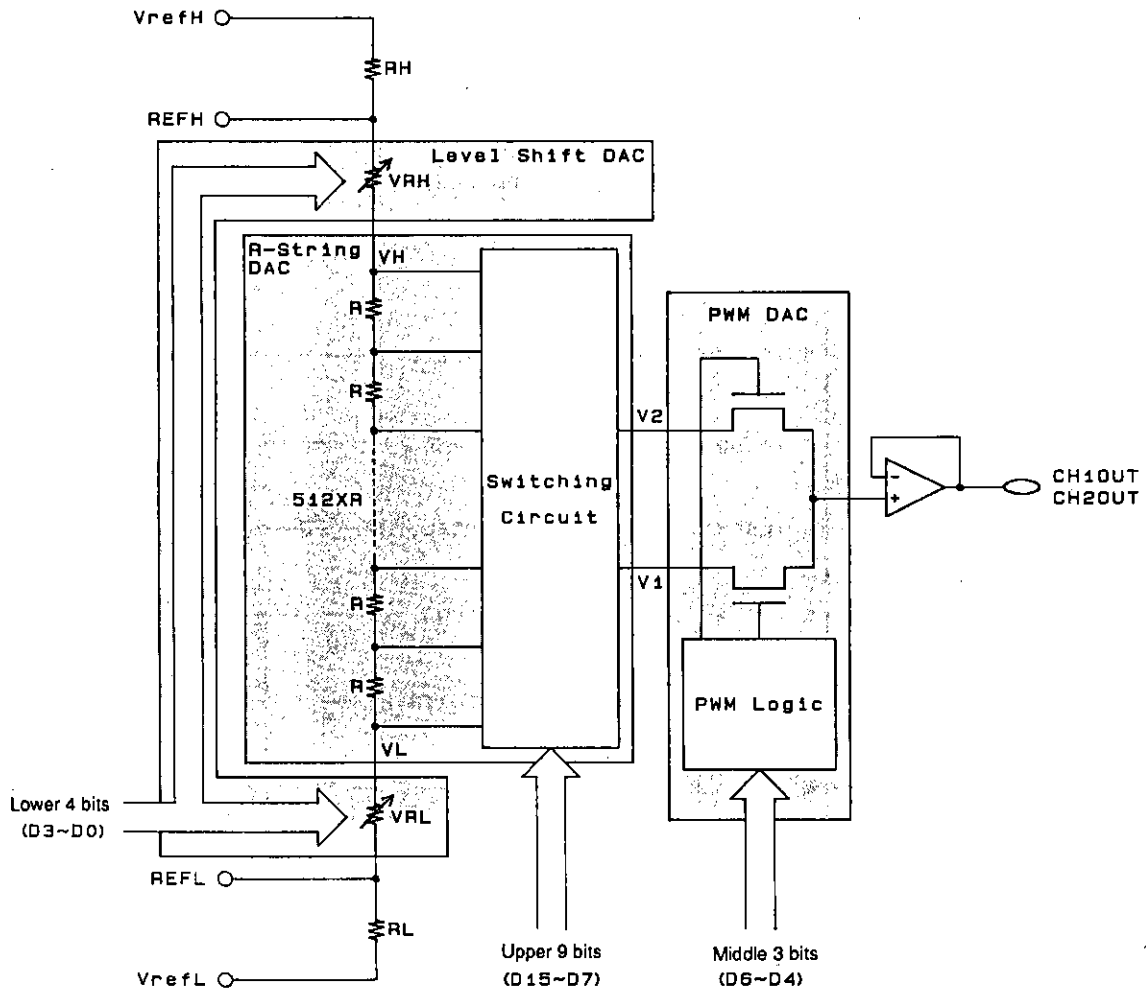 VrefH
RH
REFH
Level Shift DAC
VRH
R-String
DAC
VH
R
R
512XR
R
R
VL
Switching
Circuit
V2
V1
PWM DAC
PWM Logic
-
+
CH1OUT
CH2OUT
Lower 4 bits
(D3~D0)
VRL
REFL
RL
VrefL
Upper 9 bits
(D15~D7)
Middle 3 bits
(D6~D4)